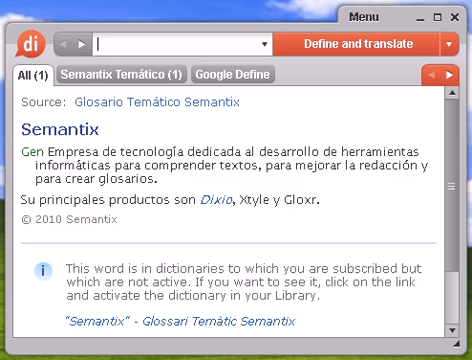 Menu
di
Define and translate
All (1)
Semantix Temático (1)
Google Define
Source: Glosario Temático Semantix
Semantix
Gen Empresa de tecnología dedicada al desarrollo de herramientas
informáticas para comprender textos, para mejorar la redacción y
para crear glosarios.
Su principales productos son Dixio, Xtyle y Gloxr.
© 2010 Semantix
i
This word is in dictionaries to which you are subscribed but
which are not active. If you want to see it, click on the link
and activate the dictionary in your Library.
"Semantix" - Glossari Temàtic Semantix